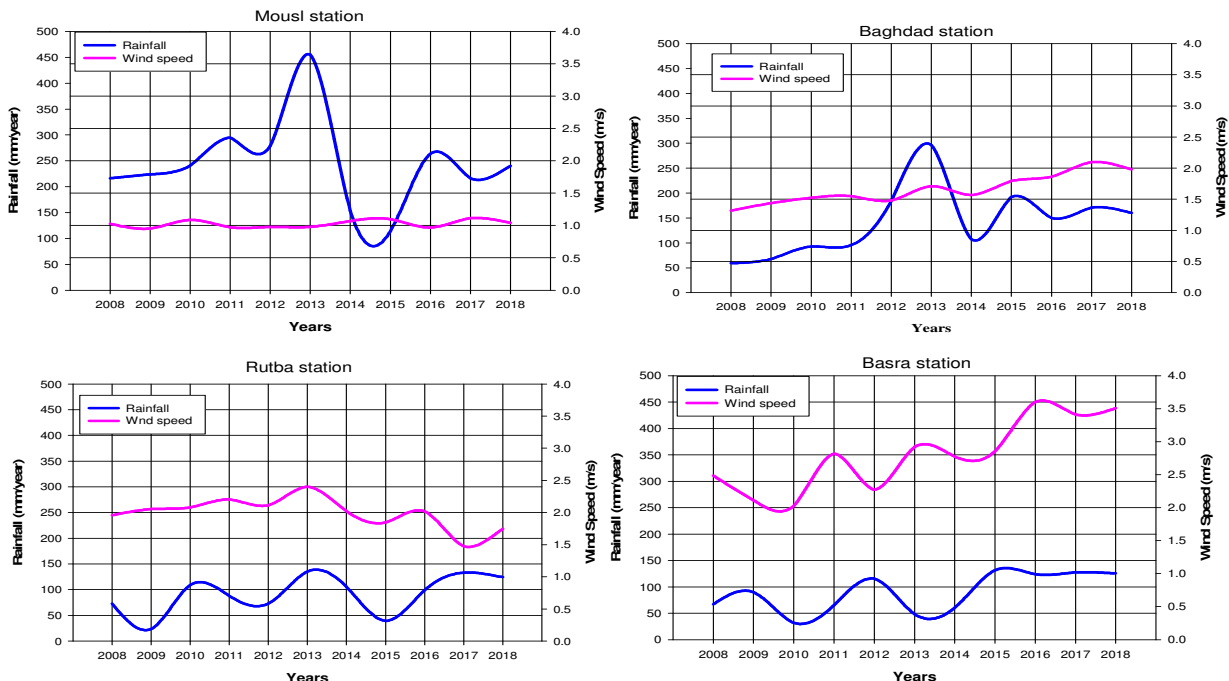 Mousl station
Rainfall
Wind speed
Rainfall (mm/year)
500
450
400
350
300
250
200
150
100
50
0
4.0
3.5
3.0
2.5
2.0
1.5
1.0
0.5
0.0
Wind Speed (m/s)
2008 2009 2010 2011 2012 2013 2014 2015 2016 2017 2018
Years
Baghdad station
Rainfall
Wind speed
Rainfall (mm/year)
500
450
400
350
300
250
200
150
100
50
0
4.0
3.5
3.0
2.5
2.0
1.5
1.0
0.5
0.0
Wind Speed (m/s)
2008 2009 2010 2011 2012 2013 2014 2015 2016 2017 2018
Years
Rutba station
Rainfall
Wind speed
Rainfall (mm/year)
500
450
400
350
300
250
200
150
100
50
0
4.0
3.5
3.0
2.5
2.0
1.5
1.0
0.5
0.0
Wind Speed (m/s)
2008 2009 2010 2011 2012 2013 2014 2015 2016 2017 2018
Years
Basra station
Rainfall
Wind speed
Rainfall (mm/year)
500
450
400
350
300
250
200
150
100
50
0
4.0
3.5
3.0
2.5
2.0
1.5
1.0
0.5
0.0
Wind Speed (m/s)
2008 2009 2010 2011 2012 2013 2014 2015 2016 2017 2018
Years